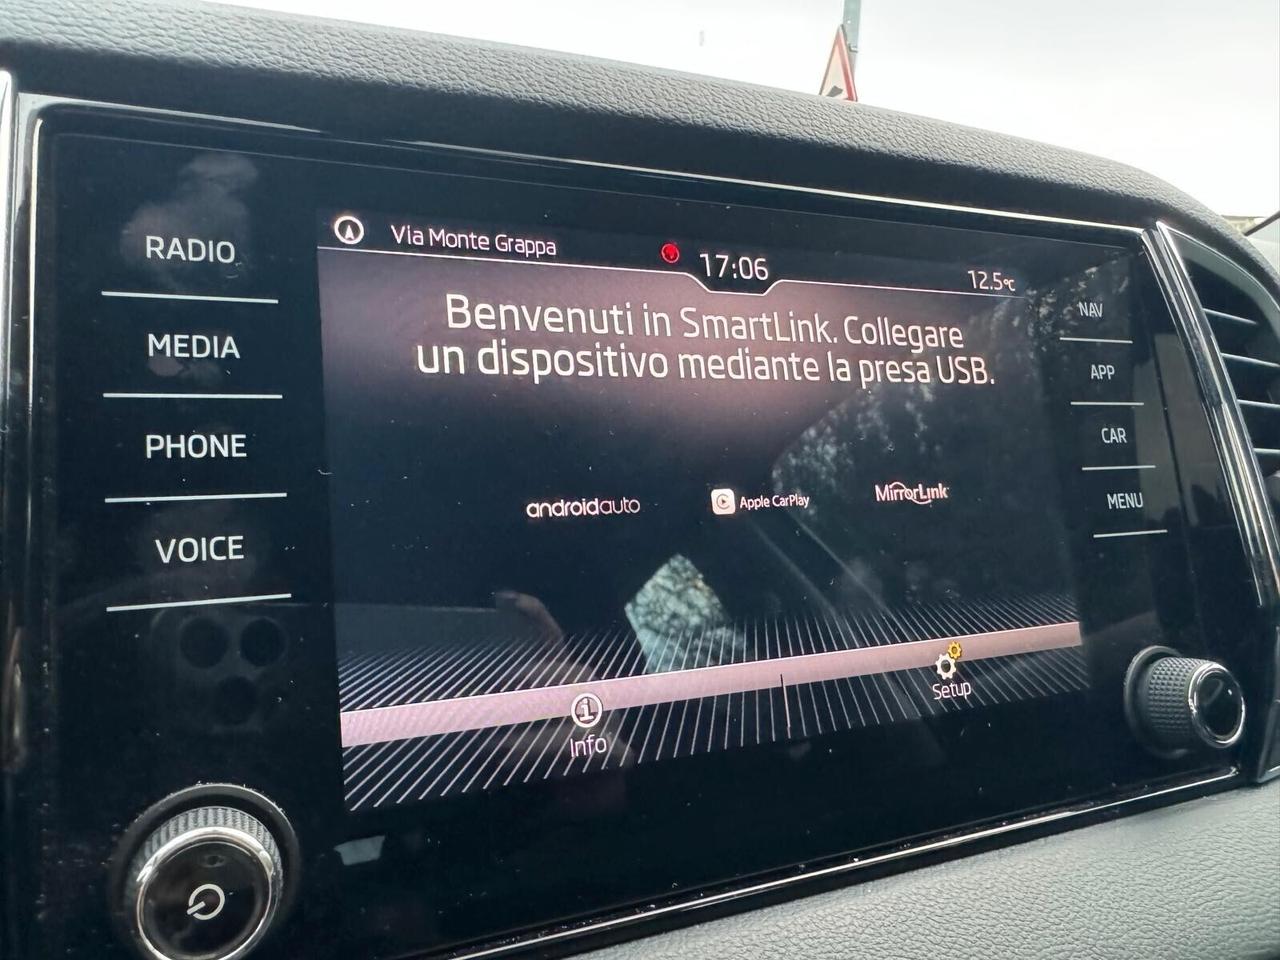 RADIO
MEDIA
PHONE
VOICE
Via Monte Grappa
17:06
12.5°C
Benvenuti in SmartLink. Collegare
un dispositivo mediante la presa USB.
androidauto
Apple CarPlay
MirrorLink
Info
Setup
NAV
APP
CAR
MENU